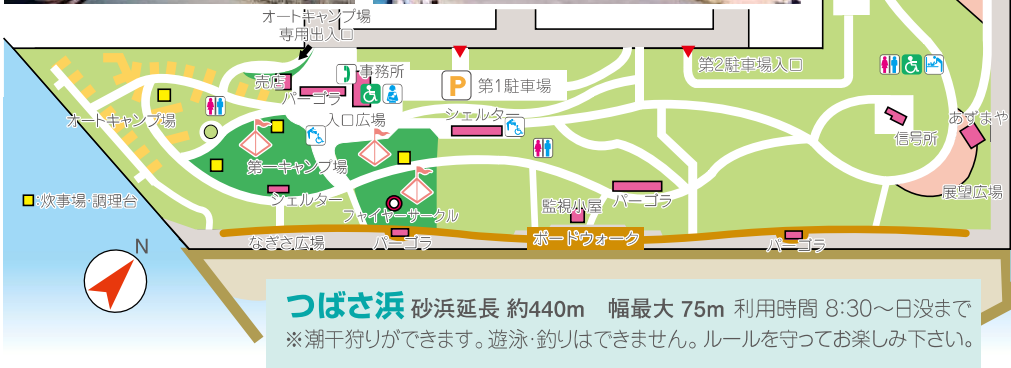 オートキャンプ場
専用出入口
売店
パーゴラ
事務所
P 第1駐車場
第2駐車場入口
オートキャンプ場
入口広場
シェルター
あずまや
信号所
第一キャンプ場
炊事場・調理台
シェルター
ファイヤーサークル
監視小屋
パーゴラ
展望広場
なぎさ広場
パーゴラ
ボードウォーク
パーゴラ
N
つばさ浜 砂浜延長 約440m 幅最大 75m 利用時間 8:30～日没まで
※潮干狩りができます。遊泳・釣りはできません。ルールを守ってお楽しみ下さい。